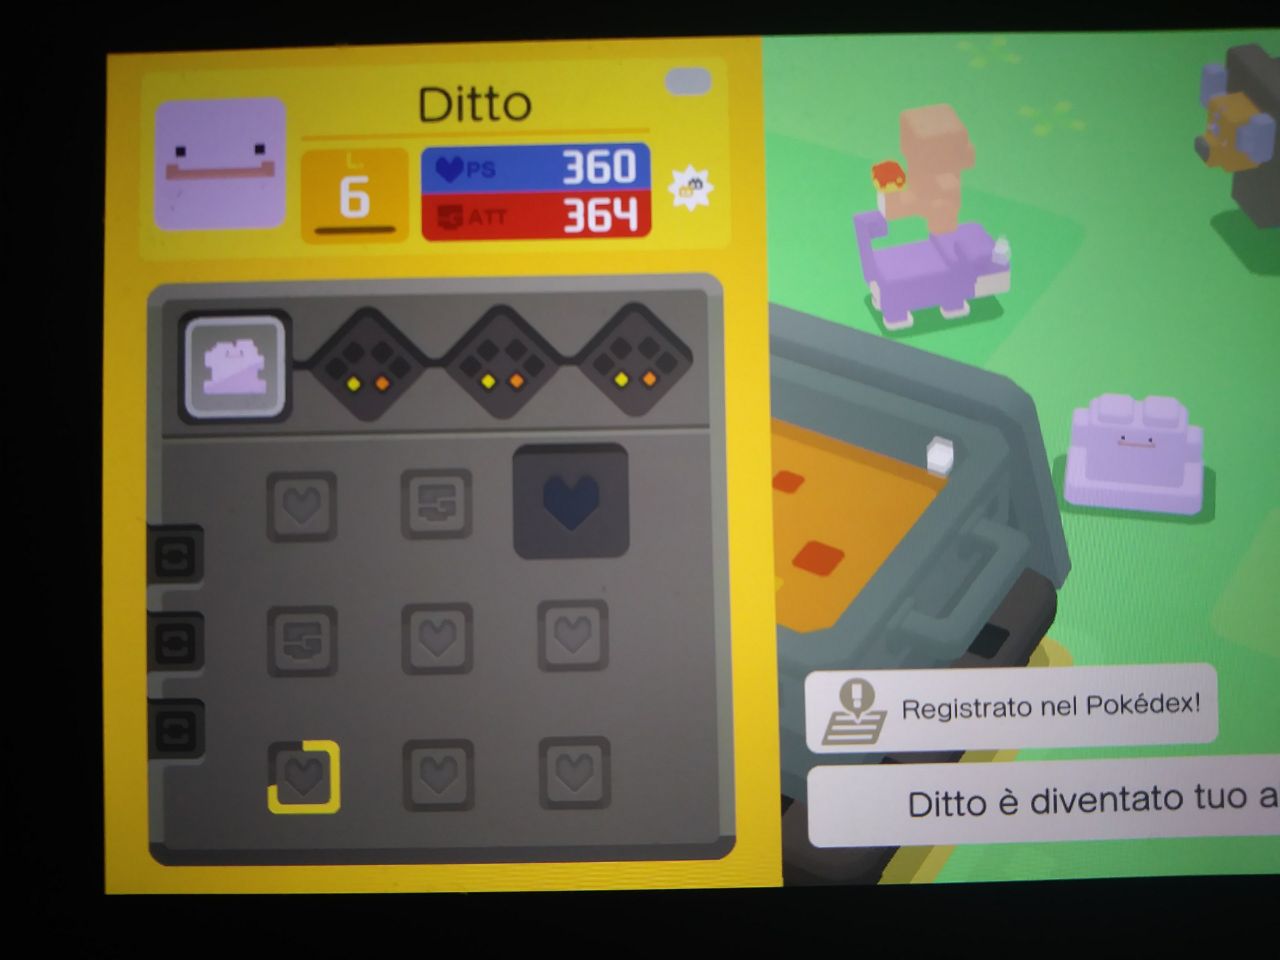 Ditto
L
6
PS 360
ATT 364
Registrato nel Pokédex!
Ditto è diventato tuo a